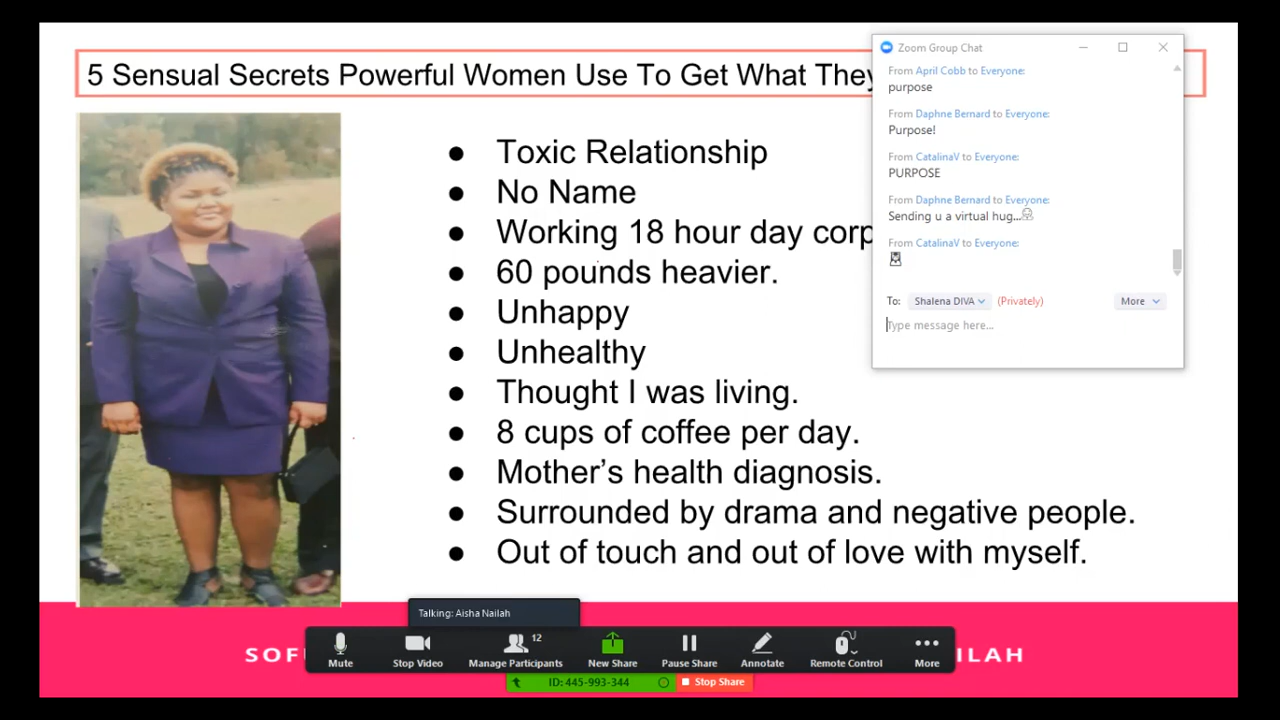 5 Sensual Secrets Powerful Women Use To Get What They
Toxic Relationship
No Name
Working 18 hour day corp
60 pounds heavier.
Unhappy
Unhealthy
Thought I was living.
8 cups of coffee per day.
Mother's health diagnosis.
Surrounded by drama and negative people.
Out of touch and out of love with myself.
Zoom Group Chat
From April Cobb to Everyone:
purpose
From Daphne Bernard to Everyone:
Purpose!
From CatalinaV to Everyone:
PURPOSE
From Daphne Bernard to Everyone:
Sending u a virtual hug...
From CatalinaV to Everyone:
To: Shalena DIVA (Privately) More
Type message here...
Talking: Aisha Nailah
SOF ILAH
12
Mute Stop Video Manage Participants New Share Pause Share Annotate Remote Control More
ID: 445-993-344 Stop Share